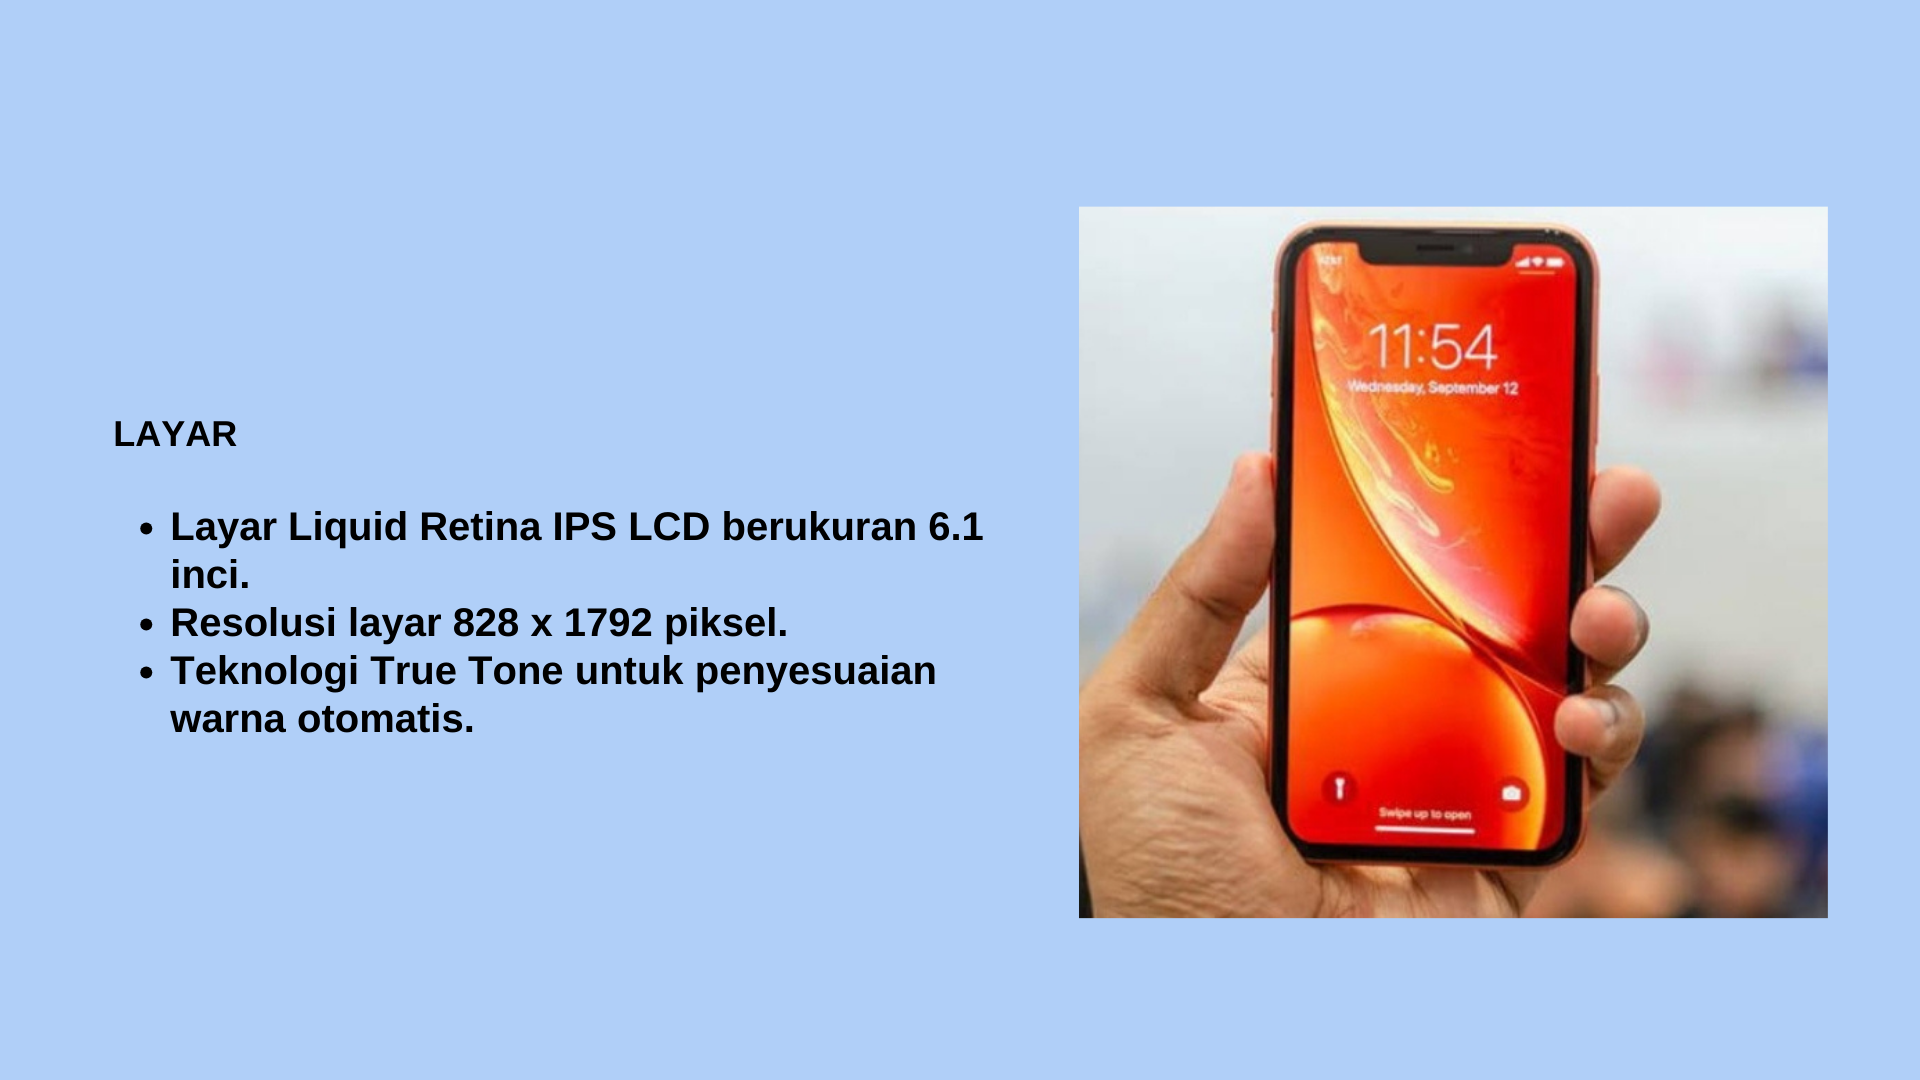 LAYAR
• Layar Liquid Retina IPS LCD berukuran 6.1
inci.
• Resolusi layar 828 x 1792 piksel.
• Teknologi True Tone untuk penyesuaian
warna otomatis.
AT&T
11:54
Wednesday, September 12
Swipe up to open